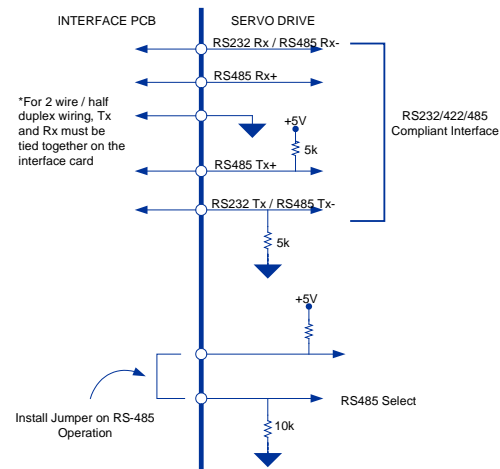 INTERFACE PCB
SERVO DRIVE
RS232 Rx / RS485 Rx-
RS485 Rx+
*For 2 wire / half
duplex wiring, Tx
and Rx must be
tied together on the
interface card
+5V
5k
RS485 Tx+
RS232 Tx / RS485 Tx-
5k
RS232/422/485
Compliant Interface
+5V
Install Jumper on RS-485
Operation
RS485 Select
10k